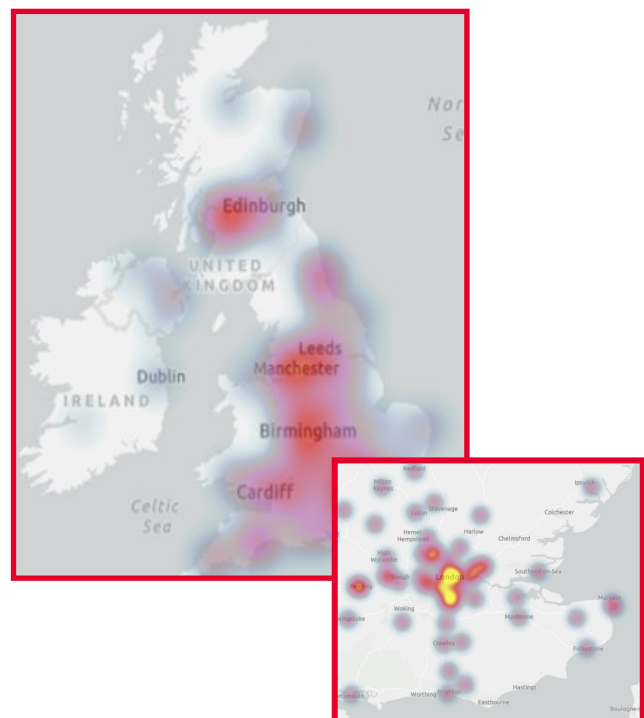 Nor
Se
Edinburgh
UNITED
KINGDOM
Leeds
Manchester
Dublin
IRELAND
Birmingham
Cardiff
Celtic
Sea
Bedford
Milton
Keynes
Ipswich
Luton
Stevenage
Colchester
Hemel
Hempstead
Harlow
Chelmsford
High
Wycombe
Slough
London
Southend-on-Sea
Margate
Woking
Maidstone
Crawley
Folkestone
Hastings
Worthing
Brighton
Eastbourne
Boulogne-